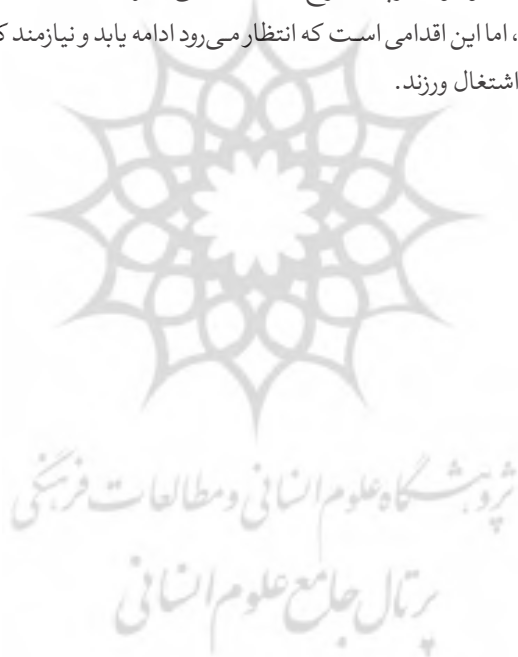 ، اما این اقدامی است که انتظار می‌رود ادامه یابد و نیازمند
اشتغال ورزند.
پژوهشگاه علوم انسانی و مطالعات فرهنگی
پرتال جامع علوم انسانی